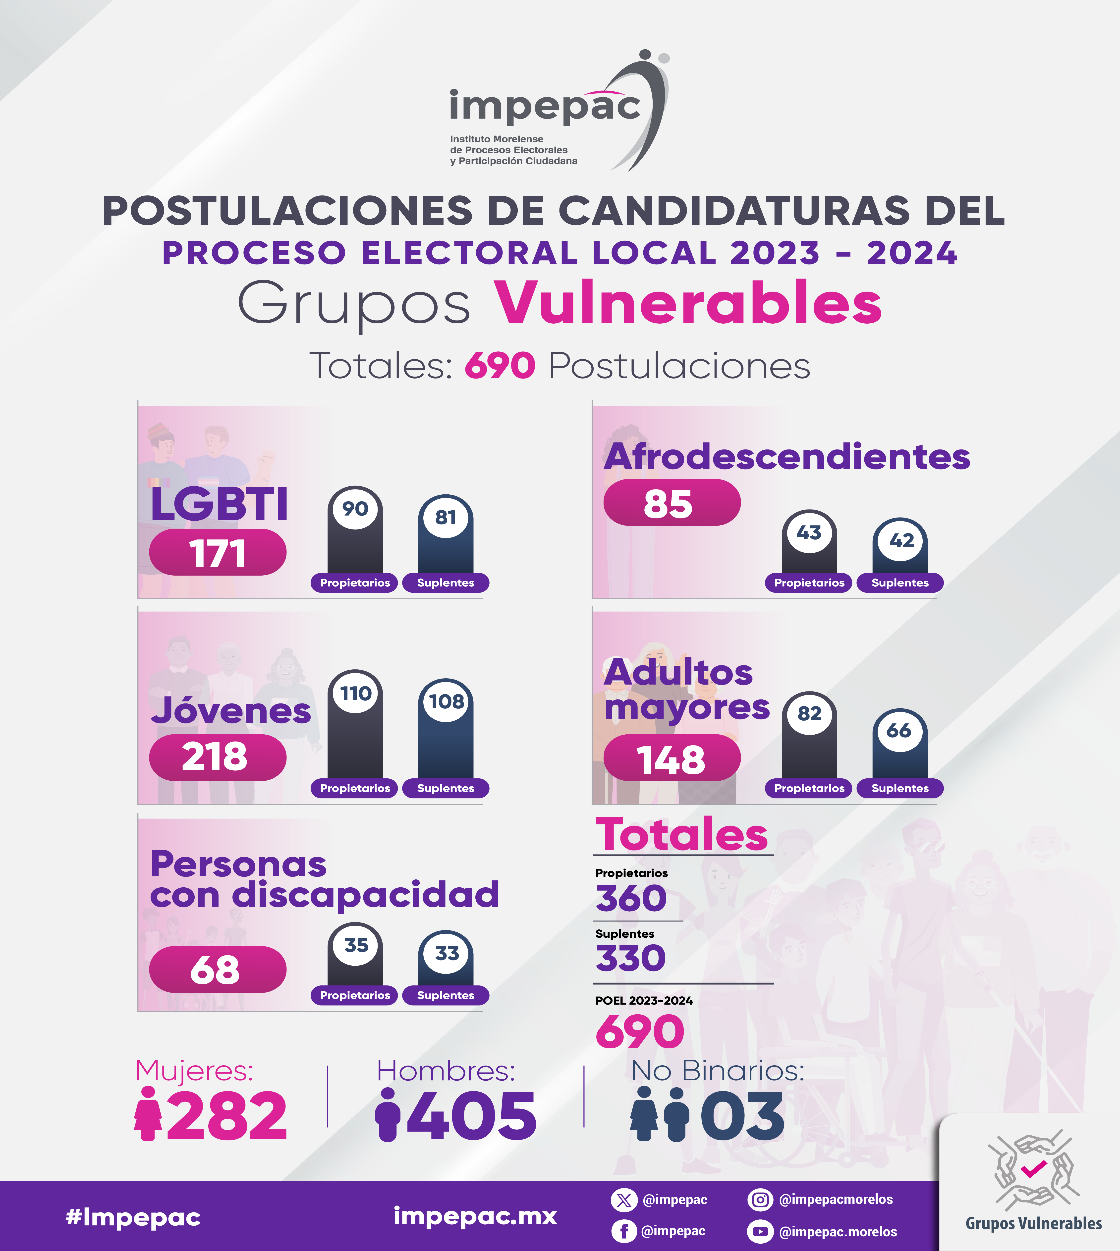 impepac
Instituto Morelense
de Procesos Electorales
y Participación Ciudadana
POSTULACIONES DE CANDIDATURAS DEL
PROCESO ELECTORAL LOCAL 2023 - 2024
Grupos Vulnerables
Totales: 690 Postulaciones
LGBTI
171
90
81
Propietarios
Suplentes
Afrodescendientes
85
43
42
Propietarios
Suplentes
Jóvenes
218
110
108
Propietarios
Suplentes
Adultos
mayores
148
82
66
Propietarios
Suplentes
Personas
con discapacidad
68
35
33
Propietarios
Suplentes
Totales
Propietarios
360
Suplentes
330
POEL 2023-2024
690
Mujeres:
282
Hombres:
405
No Binarios:
03
#Impepac
impepac.mx
@impepac
@impepacmorelos
@impepac
@impepac.morelos
Grupos Vulnerables